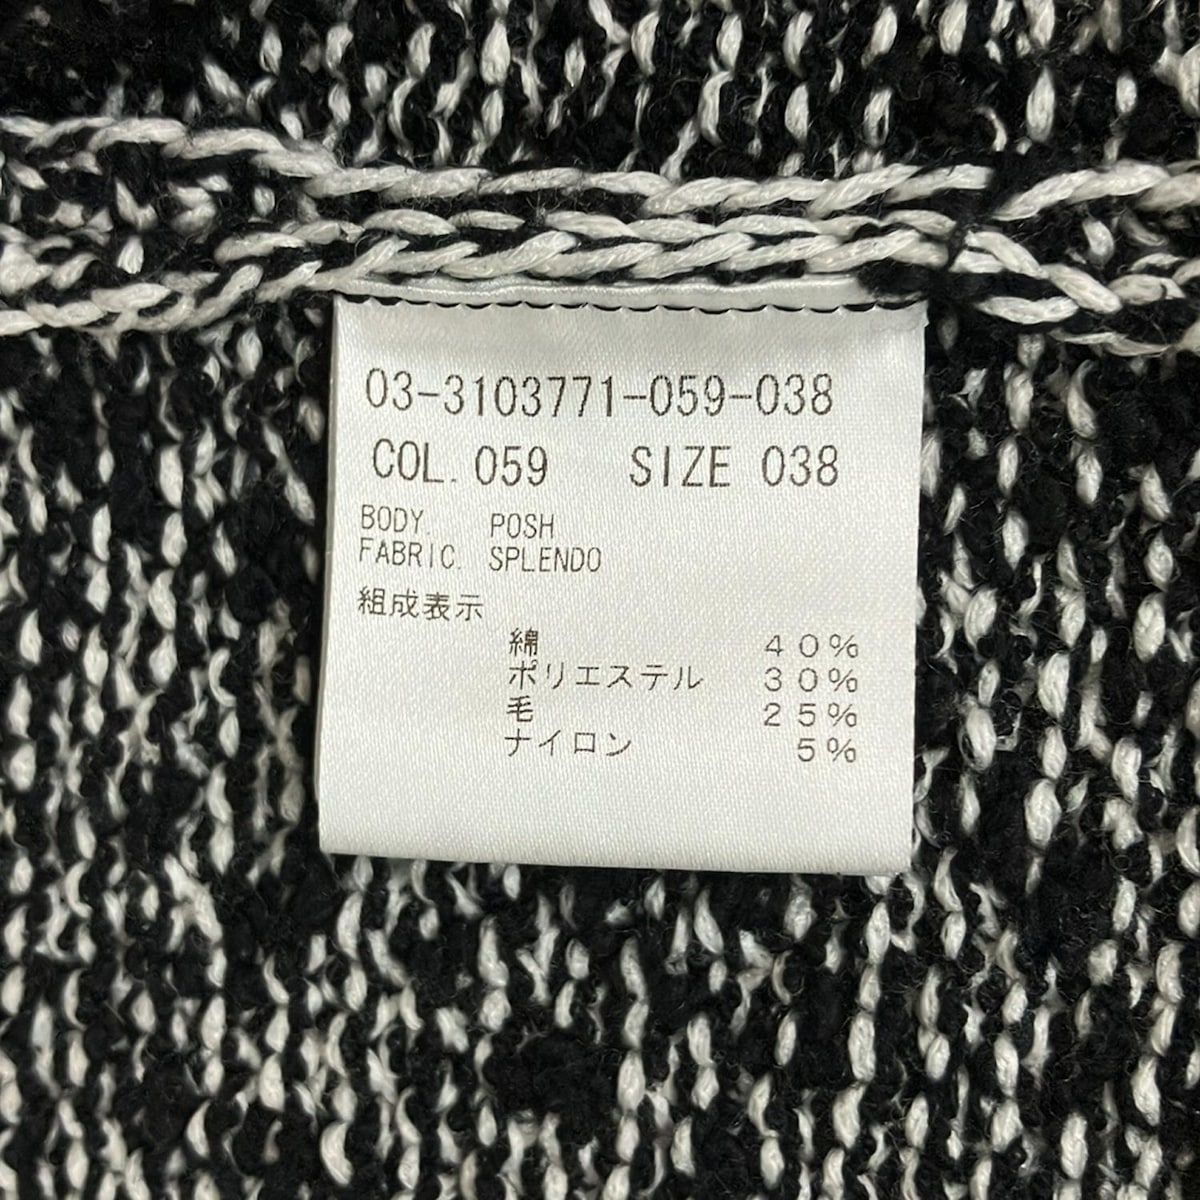 03-3103771-059-038
COL. 059 SIZE 038
BODY. POSH
FABRIC. SPLENDO
組成表示
綿 40%
ポリエステル 30%
毛 25%
ナイロン 5%